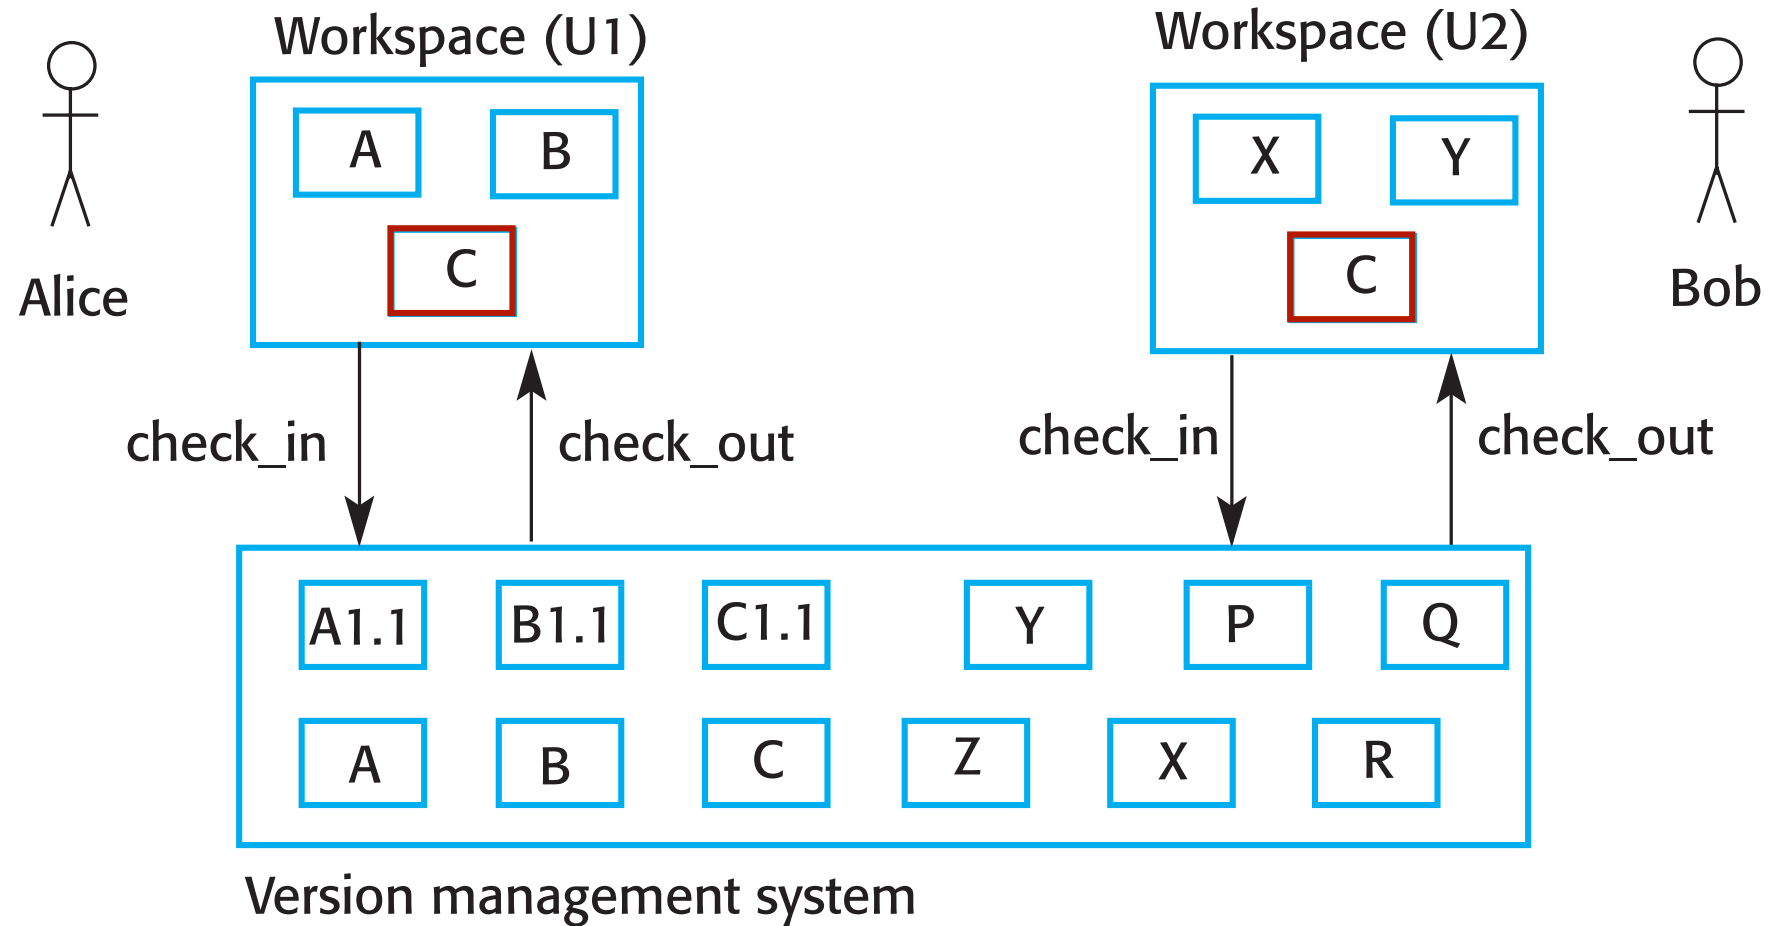 Workspace (U1)
Workspace (U2)
A
B
X
Y
C
C
Alice
Bob
check_in
check_out
check_in
check_out
A1.1
B1.1
C1.1
Y
P
Q
A
B
C
Z
X
R
Version management system